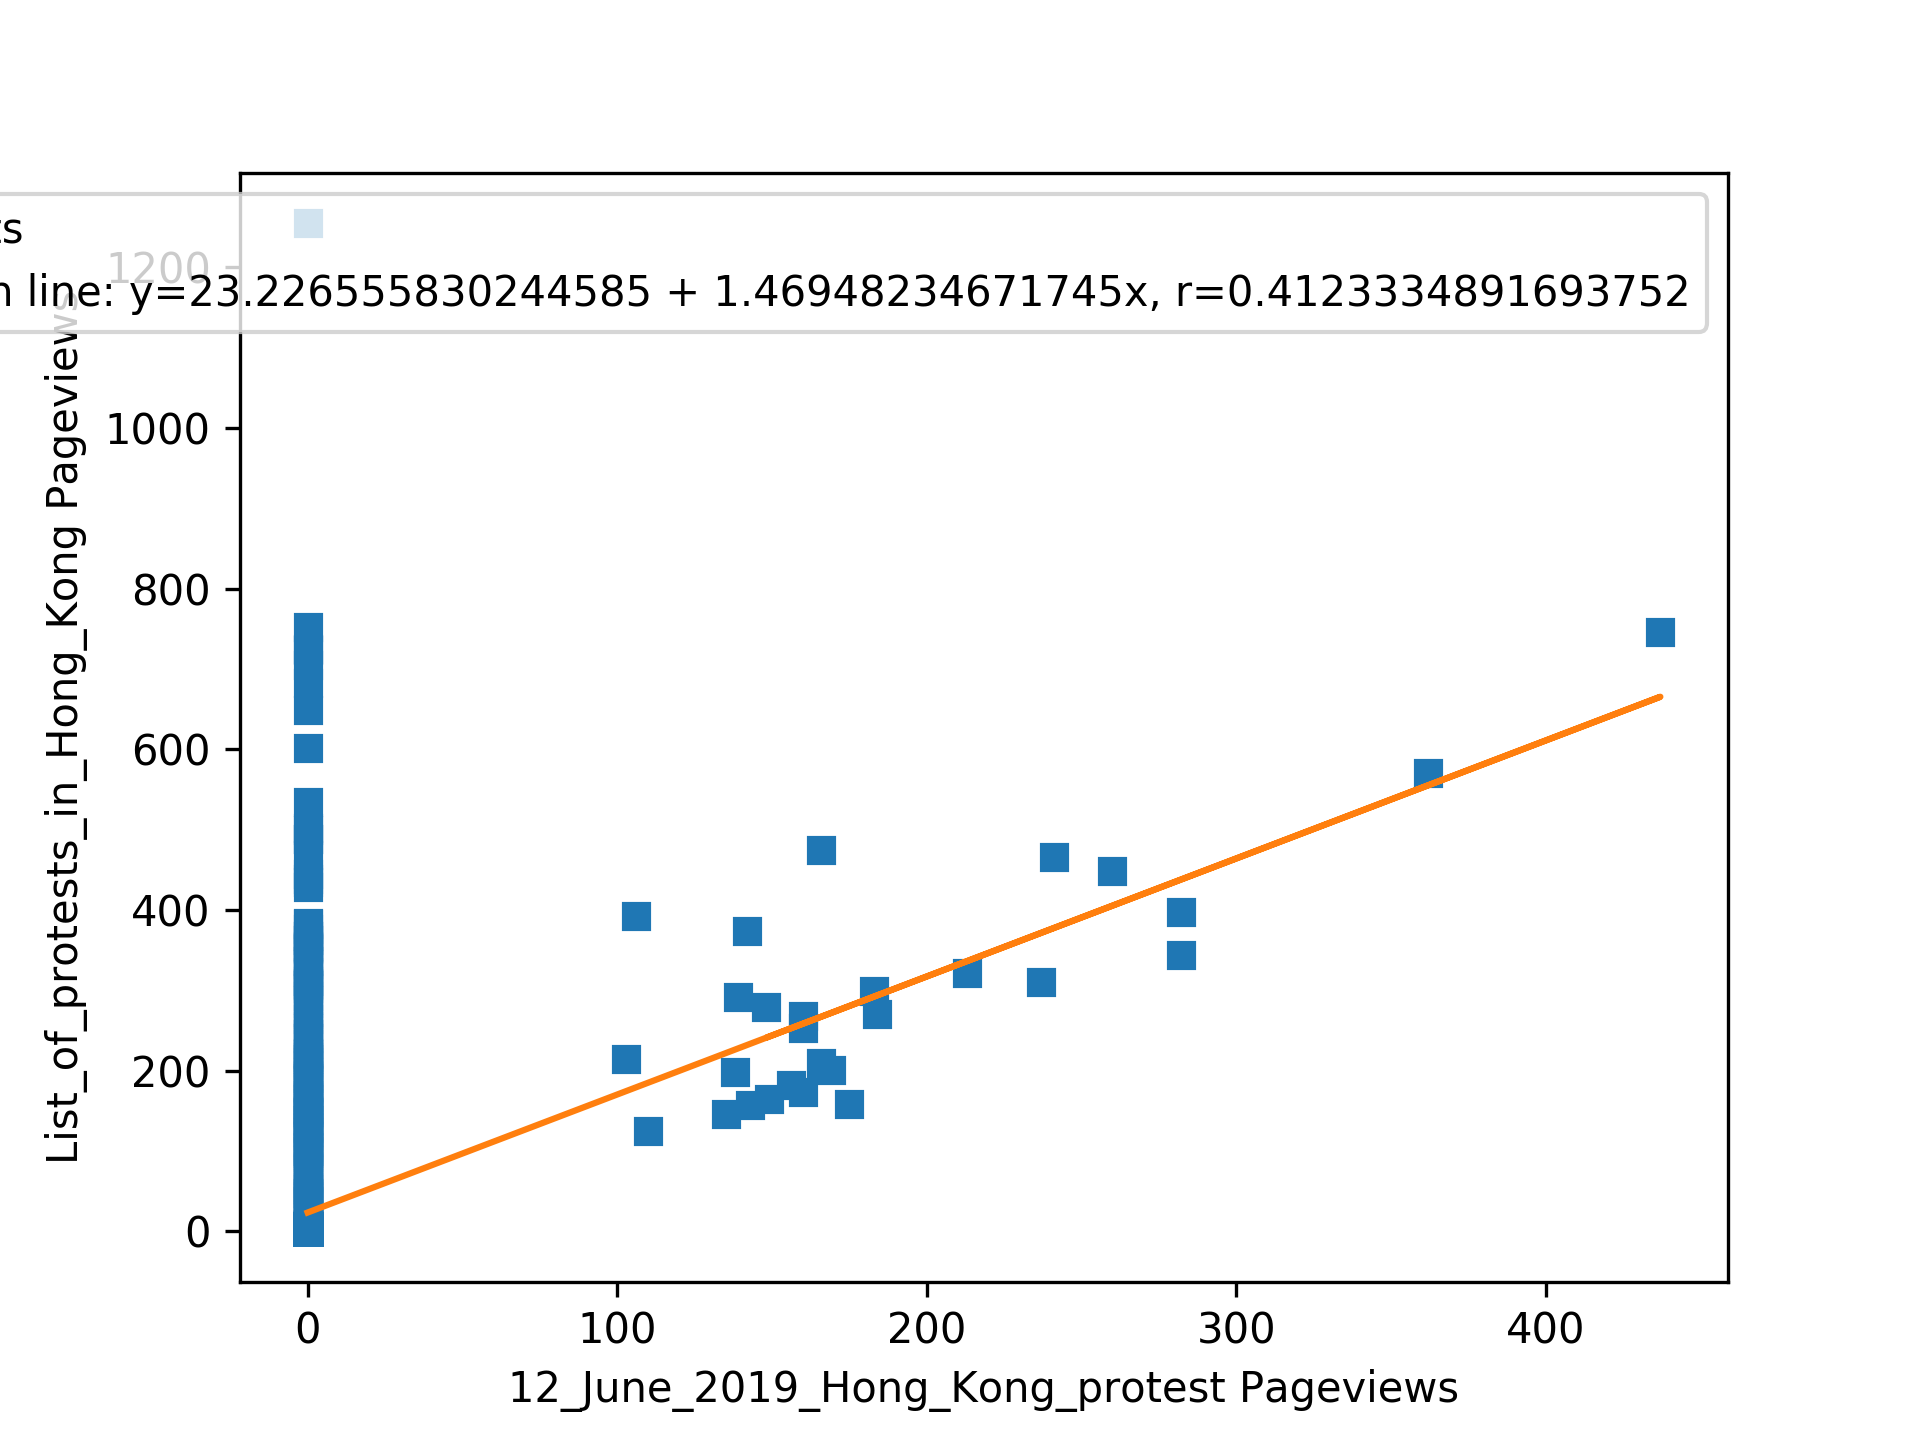 ts
n line: y=23.226555830244585 + 1.46948234671745x, r=0.4123334891693752
1200
1000
800
600
400
200
0
List_of_protests_in_Hong_Kong Pageviews
0 100 200 300 400
12_June_2019_Hong_Kong_protest Pageviews